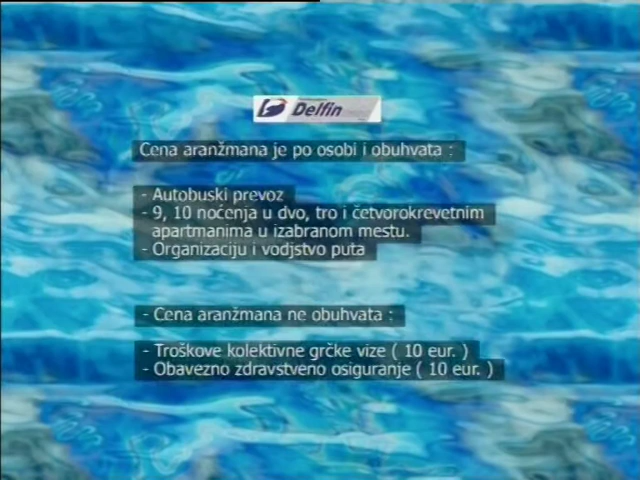 Delfin
Cena aranžmana je po osobi i obuhvata :
- Autobuski prevoz
- 9, 10 noćenja u dvo, tro i četvorokrevetnim
apartmanima u izabranom mestu.
- Organizaciju i vodjstvo puta
- Cena aranžmana ne obuhvata :
- Troškove kolektivne grčke vize ( 10 eur. )
- Obavezno zdravstveno osiguranje ( 10 eur. )